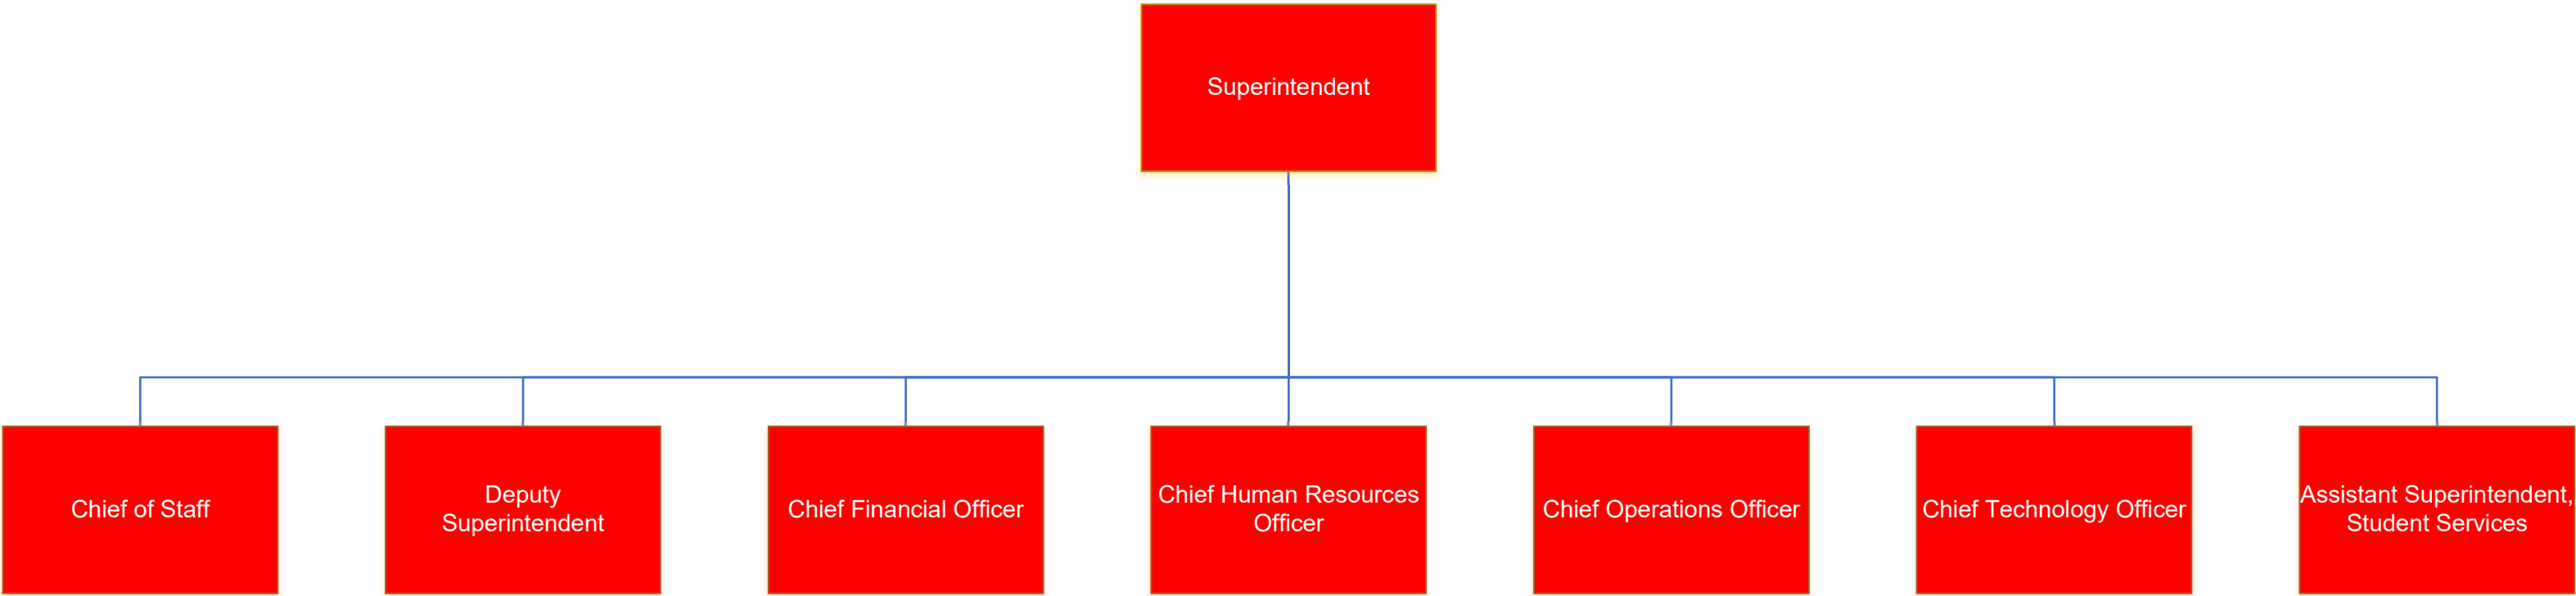 Superintendent
Chief of Staff
Deputy
Superintendent
Chief Financial Officer
Chief Human Resources
Officer
Chief Operations Officer
Chief Technology Officer
Assistant Superintendent,
Student Services